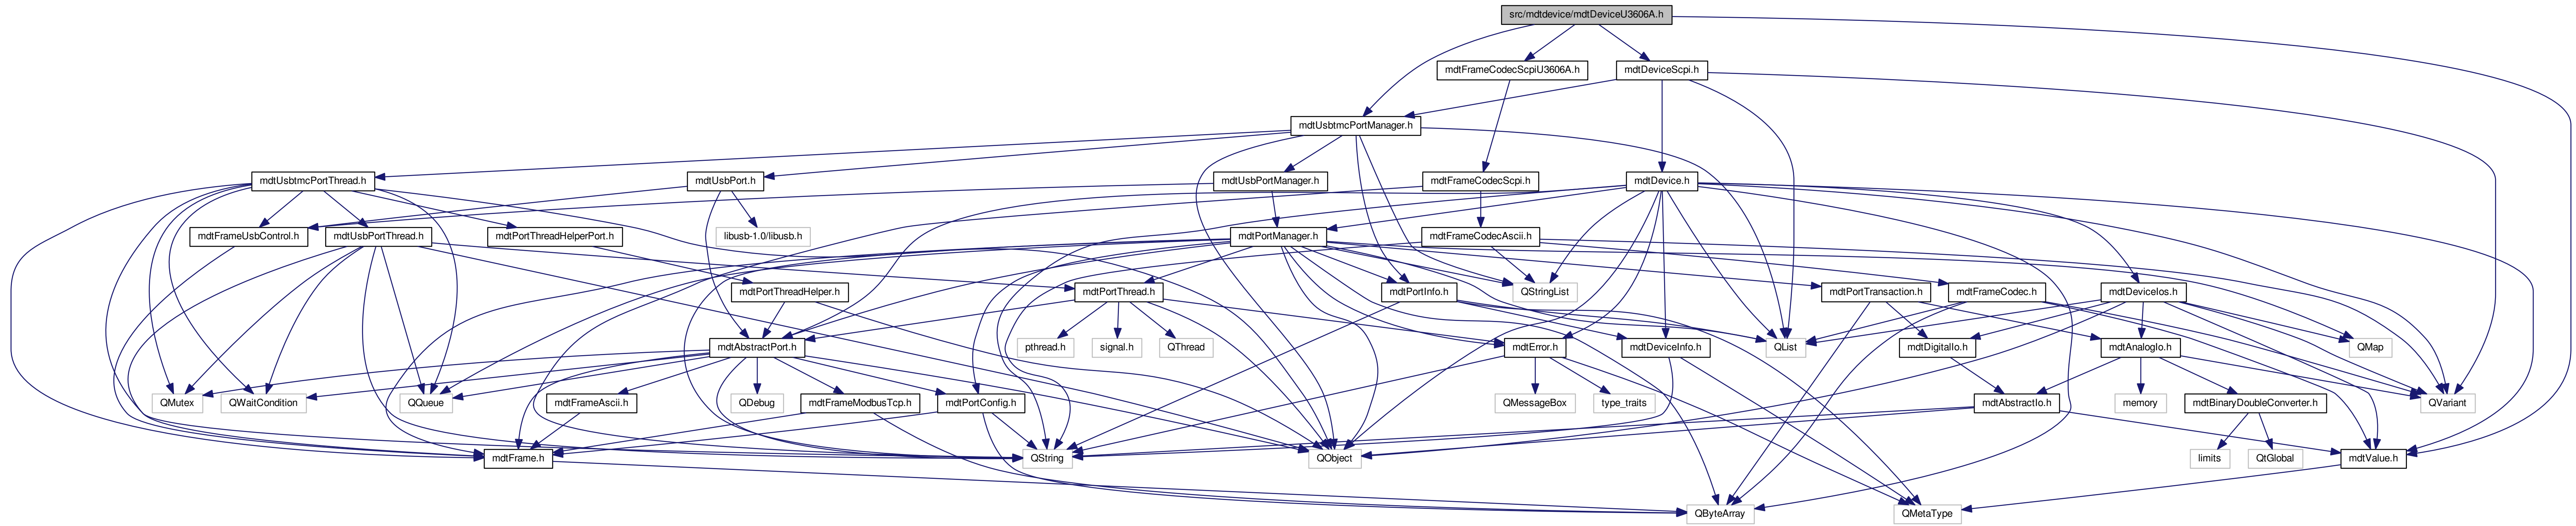 src/mdtdevice/mdtDeviceU3606A.h
mdtFrameCodecScpiU3606A.h
mdtDeviceScpi.h
mdtUsbtmcPortManager.h
mdtUsbtmcPortThread.h
mdtUsbPort.h
mdtUsbPortManager.h
mdtFrameCodecScpi.h
mdtDevice.h
mdtFrameUsbControl.h
mdtUsbPortThread.h
mdtPortThreadHelperPort.h
libusb-1.0/libusb.h
mdtPortManager.h
mdtFrameCodecAscii.h
mdtPortThreadHelper.h
mdtPortThread.h
mdtPortInfo.h
QStringList
mdtPortTransaction.h
mdtFrameCodec.h
mdtDeviceIos.h
mdtAbstractPort.h
pthread.h
signal.h
QThread
mdtError.h
mdtDeviceInfo.h
QList
mdtDigitalIo.h
mdtAnalogIo.h
QMap
QMutex
QWaitCondition
QQueue
mdtFrameAscii.h
QDebug
mdtFrameModbusTcp.h
mdtPortConfig.h
QMessageBox
type_traits
mdtAbstractIo.h
memory
mdtBinaryDoubleConverter.h
QVariant
mdtFrame.h
QString
QObject
limits
QtGlobal
mdtValue.h
QByteArray
QMetaType